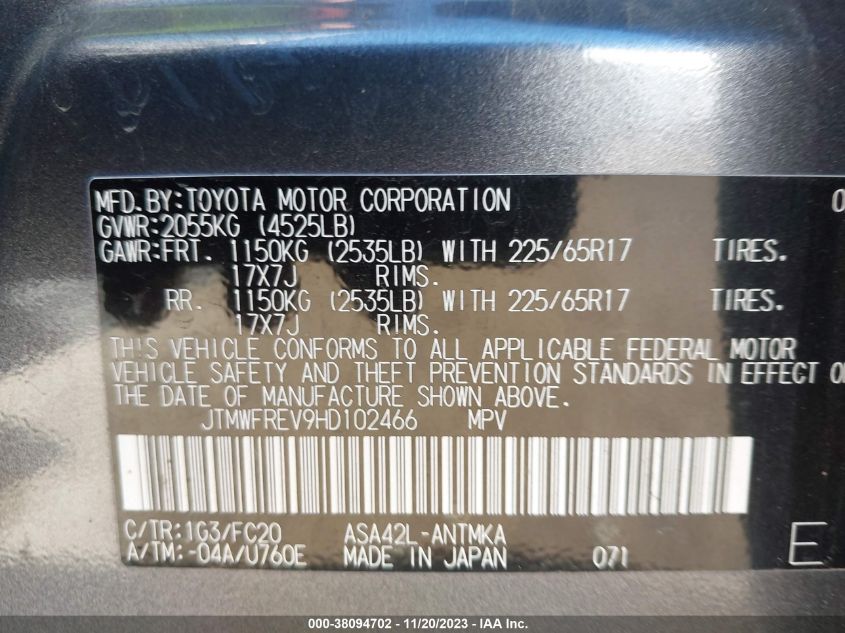 MFD.BY:TOYOTA MOTOR CORPORATION 0
GVWR:2055KG (4525LB)
GAWR:FRT. 1150KG (2535LB) WITH 225/65R17 TIRES.
17X7J RIMS.
RR. 1150KG (2535LB) WITH 225/65R17 TIRES.
17X7J RIMS.
THIS VEHICLE CONFORMS TO ALL APPLICABLE FEDERAL MOTOR
VEHICLE SAFETY AND THEFT PREVENTION STANDARDS IN EFFECT O
THE DATE OF MANUFACTURE SHOWN ABOVE.
JTMWFREV9HD102466 MPV
C/TR:1G3/FC20 ASA42L-ANTMKA
A/TM:-04A/U760E MADE IN JAPAN 071 E
000-38094702 - 11/20/2023 - IAA Inc.